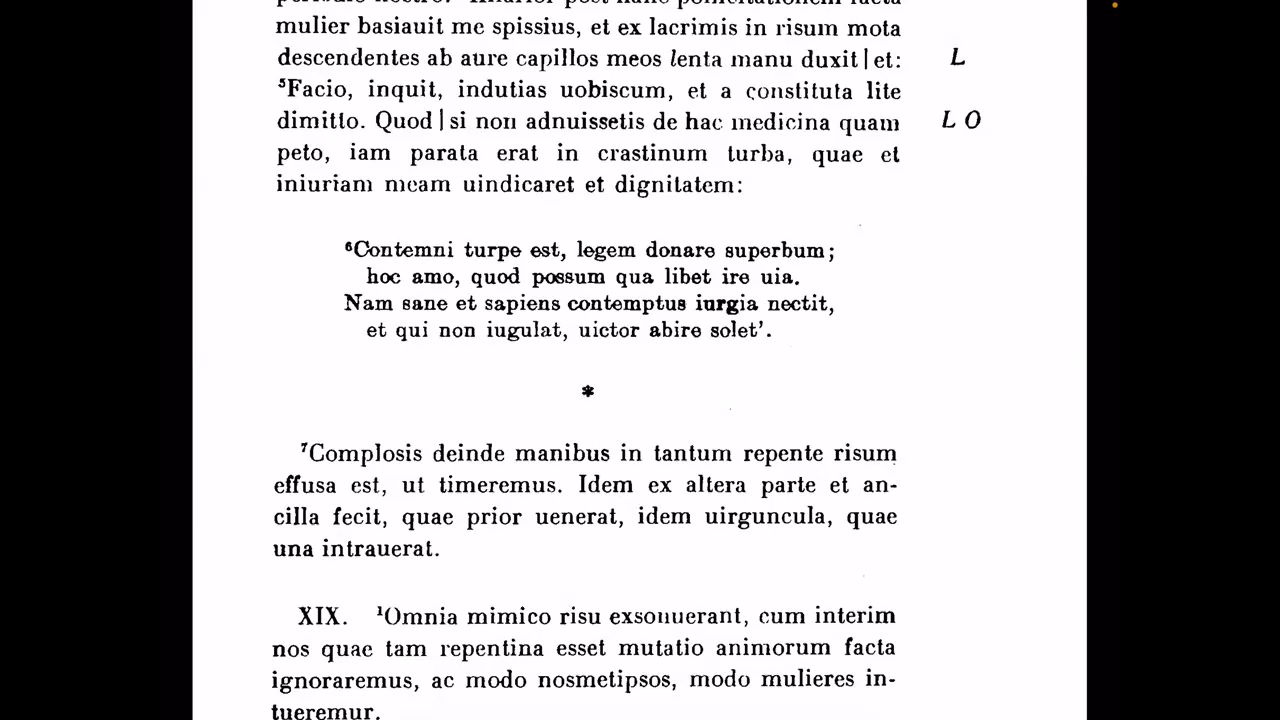 mulier basiauit me spissius, et ex lacrimis in risum mota
descendentes ab aure capillos meos lenta manu duxit | et: L
⁵Facio, inquit, indutias uobiscum, et a constituta lite
dimitto. Quod | si non adnuissetis de hac medicina quam L O
peto, iam parata erat in crastinum turba, quae et
iniuriam meam uindicaret et dignitatem:
⁶Contemni turpe est, legem donare superbum;
hoc amo, quod possum qua libet ire uia.
Nam sane et sapiens contemptus iurgia nectit,
et qui non iugulat, uictor abire solet'.
*
⁷Complosis deinde manibus in tantum repente risum
effusa est, ut timeremus. Idem ex altera parte et an-
cilla fecit, quae prior uenerat, idem uirguncula, quae
una intrauerat.
XIX. ¹Omnia mimico risu exsonuerant, cum interim
nos quae tam repentina esset mutatio animorum facta
ignoraremus, ac modo nosmetipsos, modo mulieres in-
tueremur.